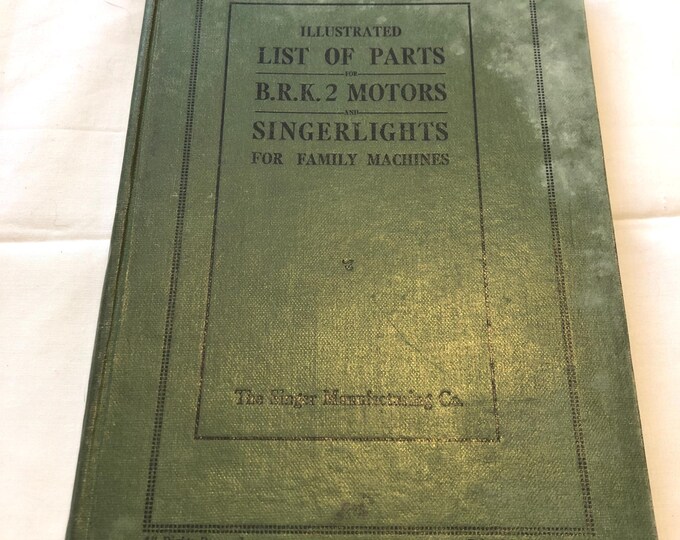 ILLUSTRATED
LIST OF PARTS
FOR
B.R.K. 2 MOTORS
AND
SINGERLIGHTS
FOR FAMILY MACHINES
The Singer Manufacturing Co.